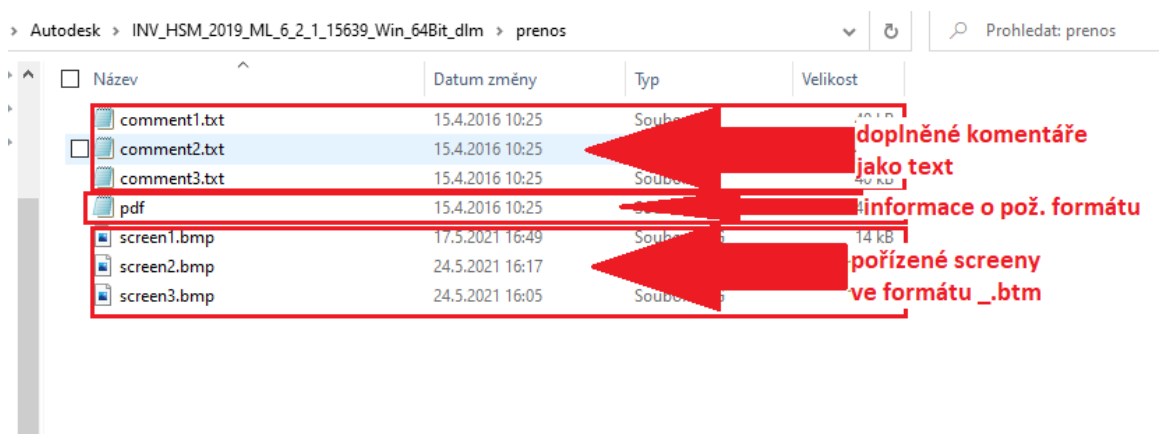 Autodesk > INV_HSM_2019_ML_6_2_1_15639_Win_64Bit_dlm > prenos Prohledat: prenos
Název Datum změny Typ Velikost
comment1.txt 15.4.2016 10:25
comment2.txt 15.4.2016 10:25
comment3.txt 15.4.2016 10:25
doplněné komentáře
jako text
pdf 15.4.2016 10:25
informace o pož. formátu
screen1.bmp 17.5.2021 16:49 14 kB
screen2.bmp 24.5.2021 16:17
screen3.bmp 24.5.2021 16:05
pořízené screeny
ve formátu _.btm